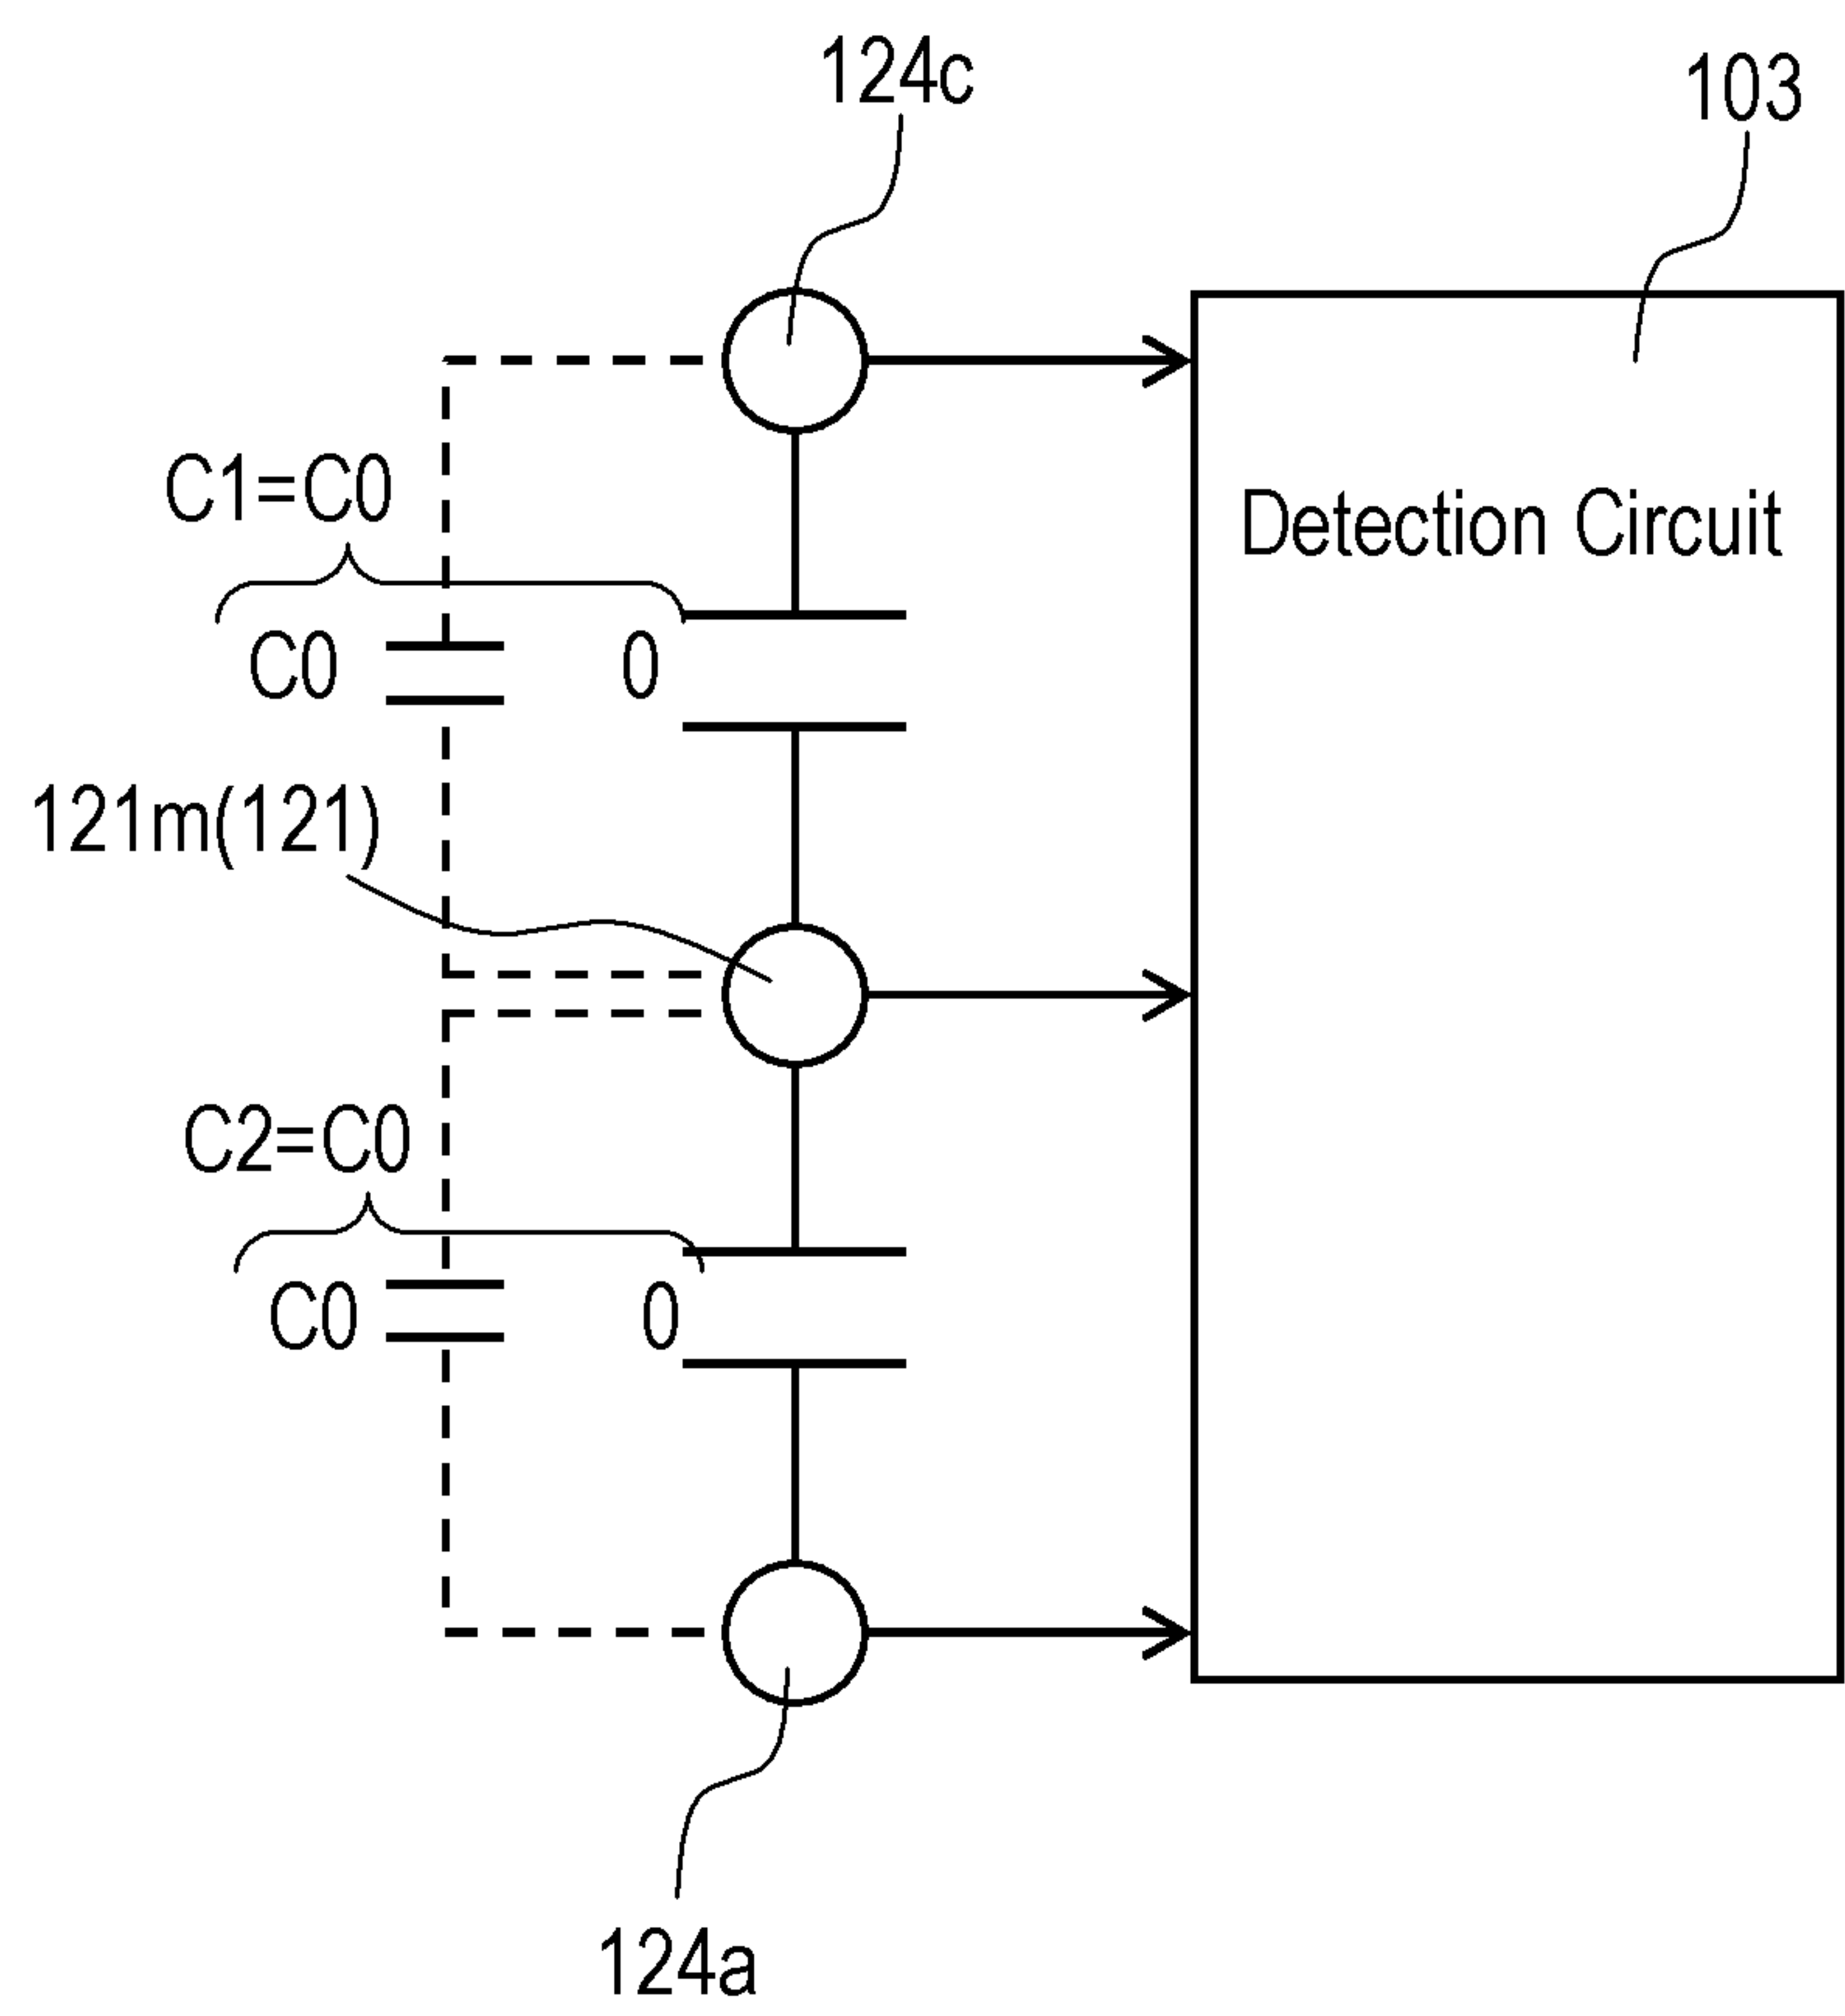 124c
103
C1=C0
Detection Circuit
C0
0
121m(121)
C2=C0
C0
0
124a